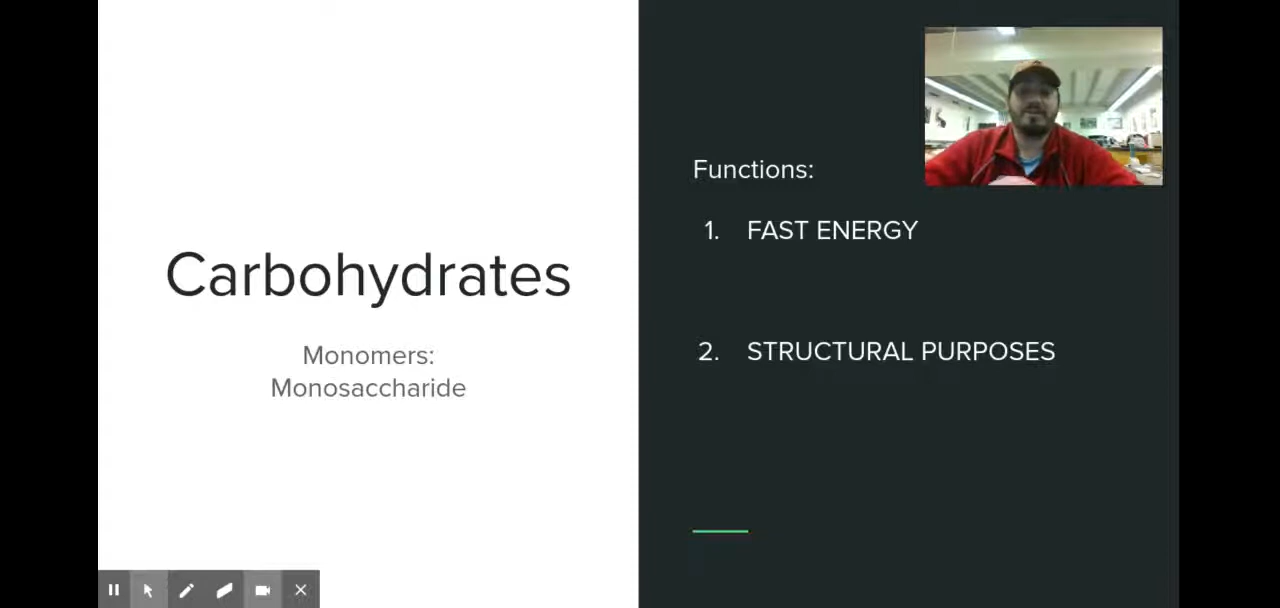 Carbohydrates
Monomers:
Monosaccharide
Functions:
1. FAST ENERGY
2. STRUCTURAL PURPOSES